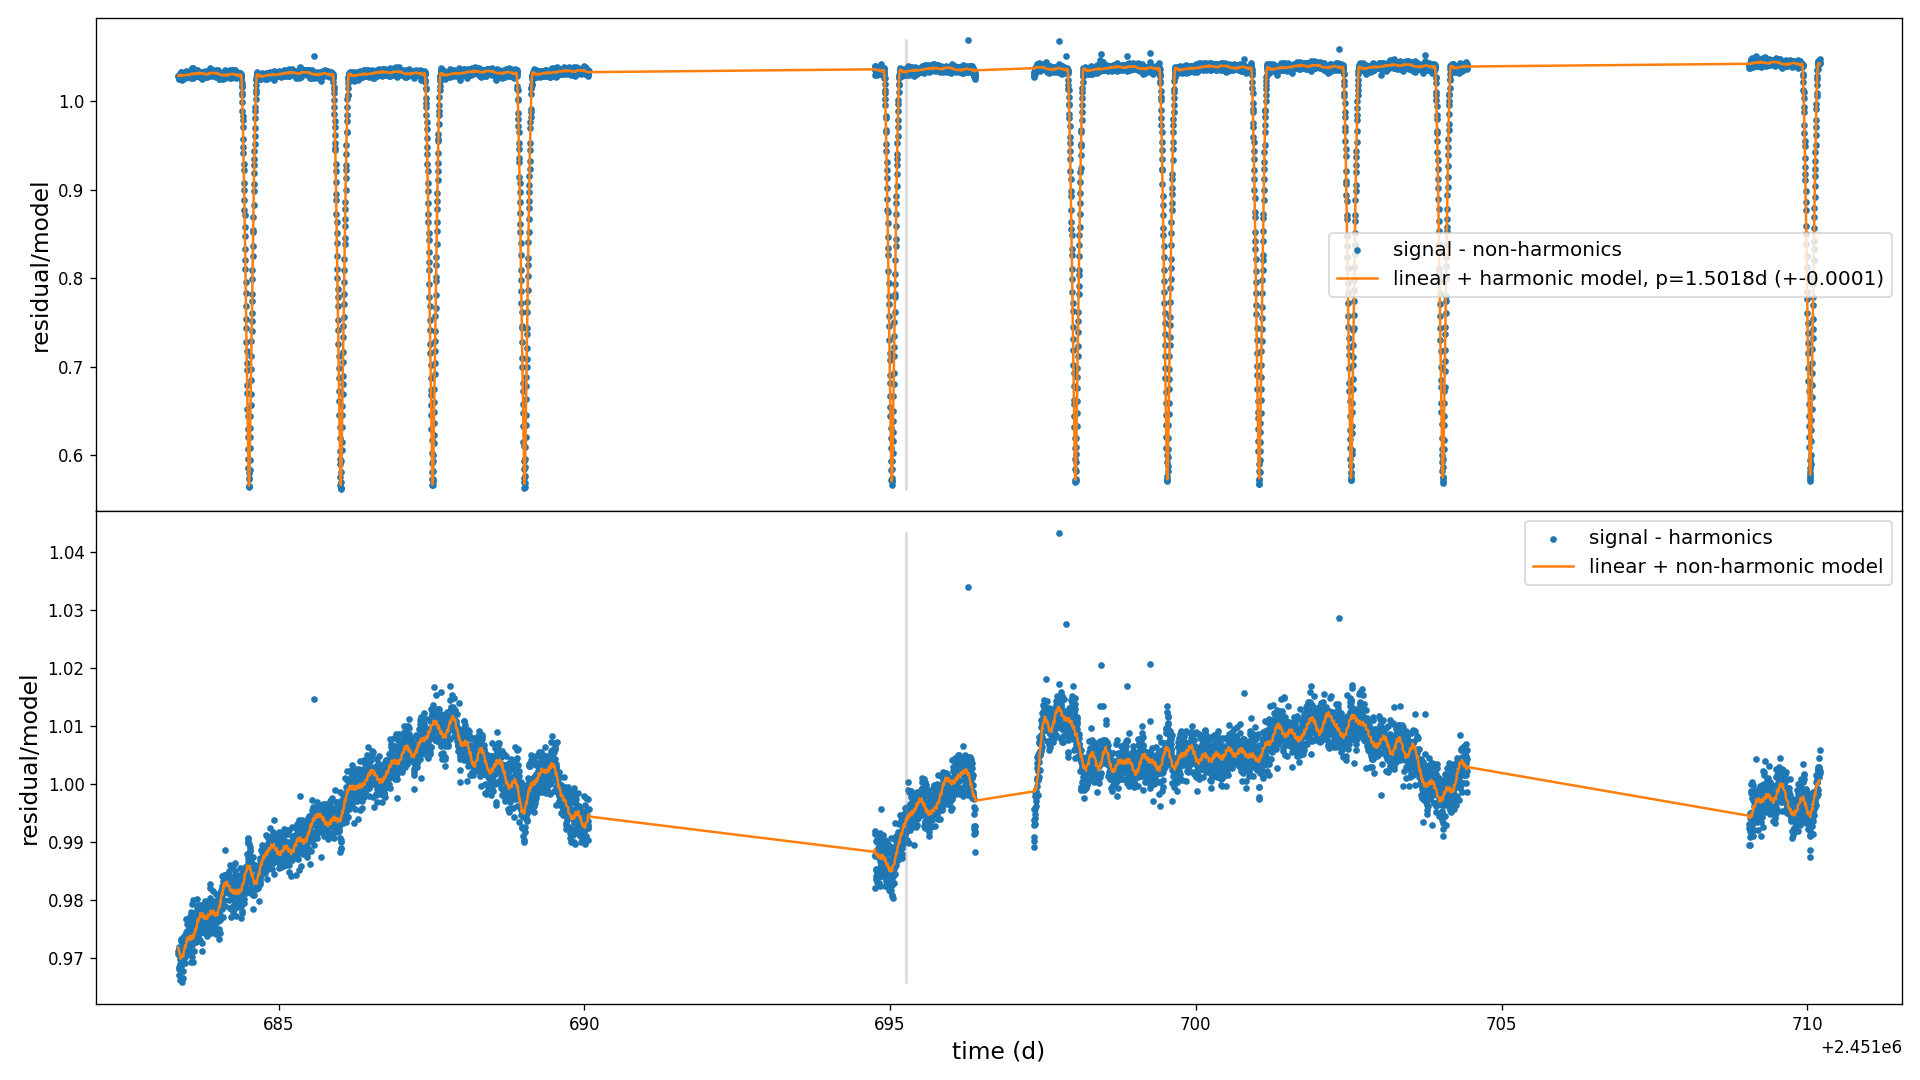 1.0
0.9
0.8
0.7
0.6
residual/model
signal - non-harmonics
linear + harmonic model, p=1.5018d (+-0.0001)
1.04
1.03
1.02
1.01
1.00
0.99
0.98
0.97
residual/model
signal - harmonics
linear + non-harmonic model
685
690
695
700
705
710
time (d)
+2.451e6